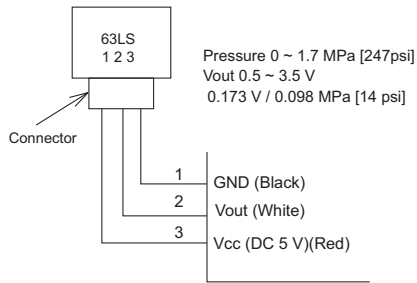 63LS
1 2 3
Pressure 0 ~ 1.7 MPa [247psi]
Vout 0.5 ~ 3.5 V
0.173 V / 0.098 MPa [14 psi]
Connector
1
GND (Black)
2
Vout (White)
3
Vcc (DC 5 V)(Red)